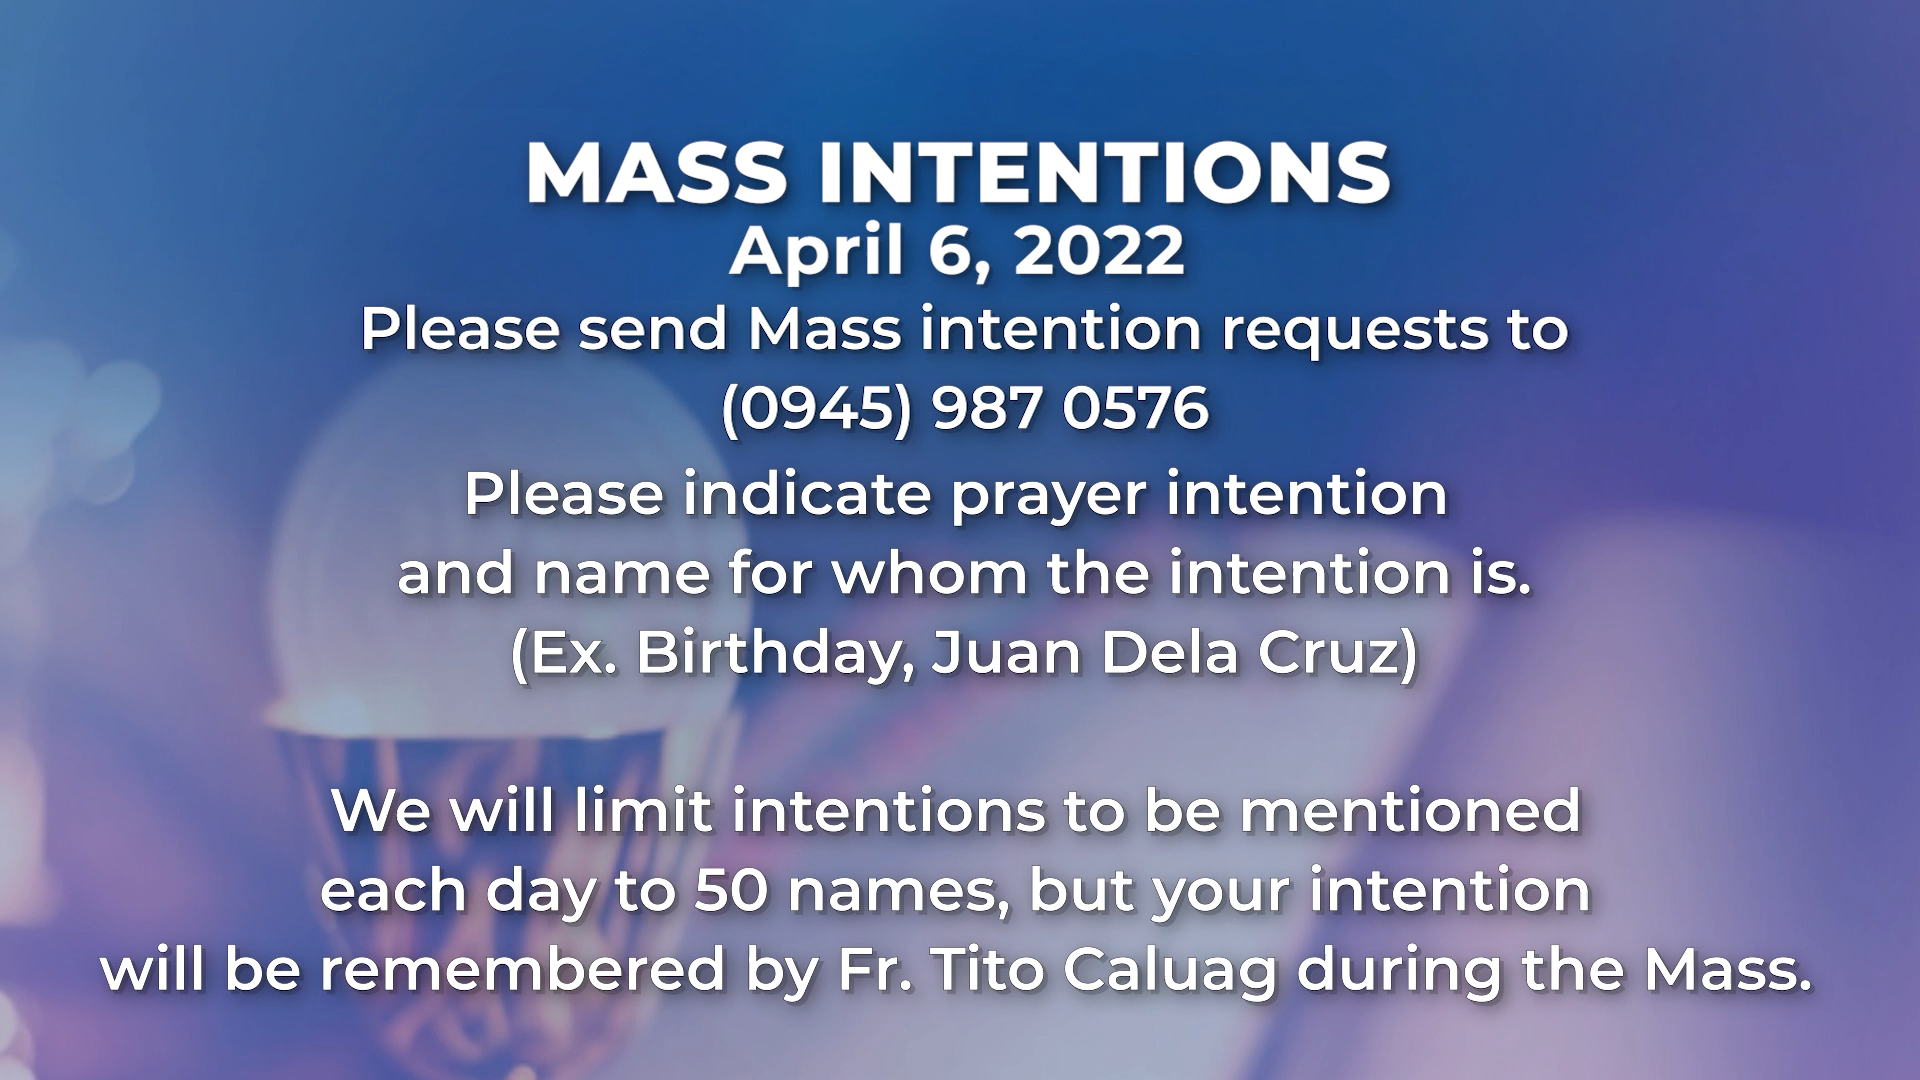 MASS INTENTIONS
April 6, 2022
Please send Mass intention requests to
(0945) 987 0576
Please indicate prayer intention
and name for whom the intention is.
(Ex. Birthday, Juan Dela Cruz)
We will limit intentions to be mentioned
each day to 50 names, but your intention
will be remembered by Fr. Tito Caluag during the Mass.